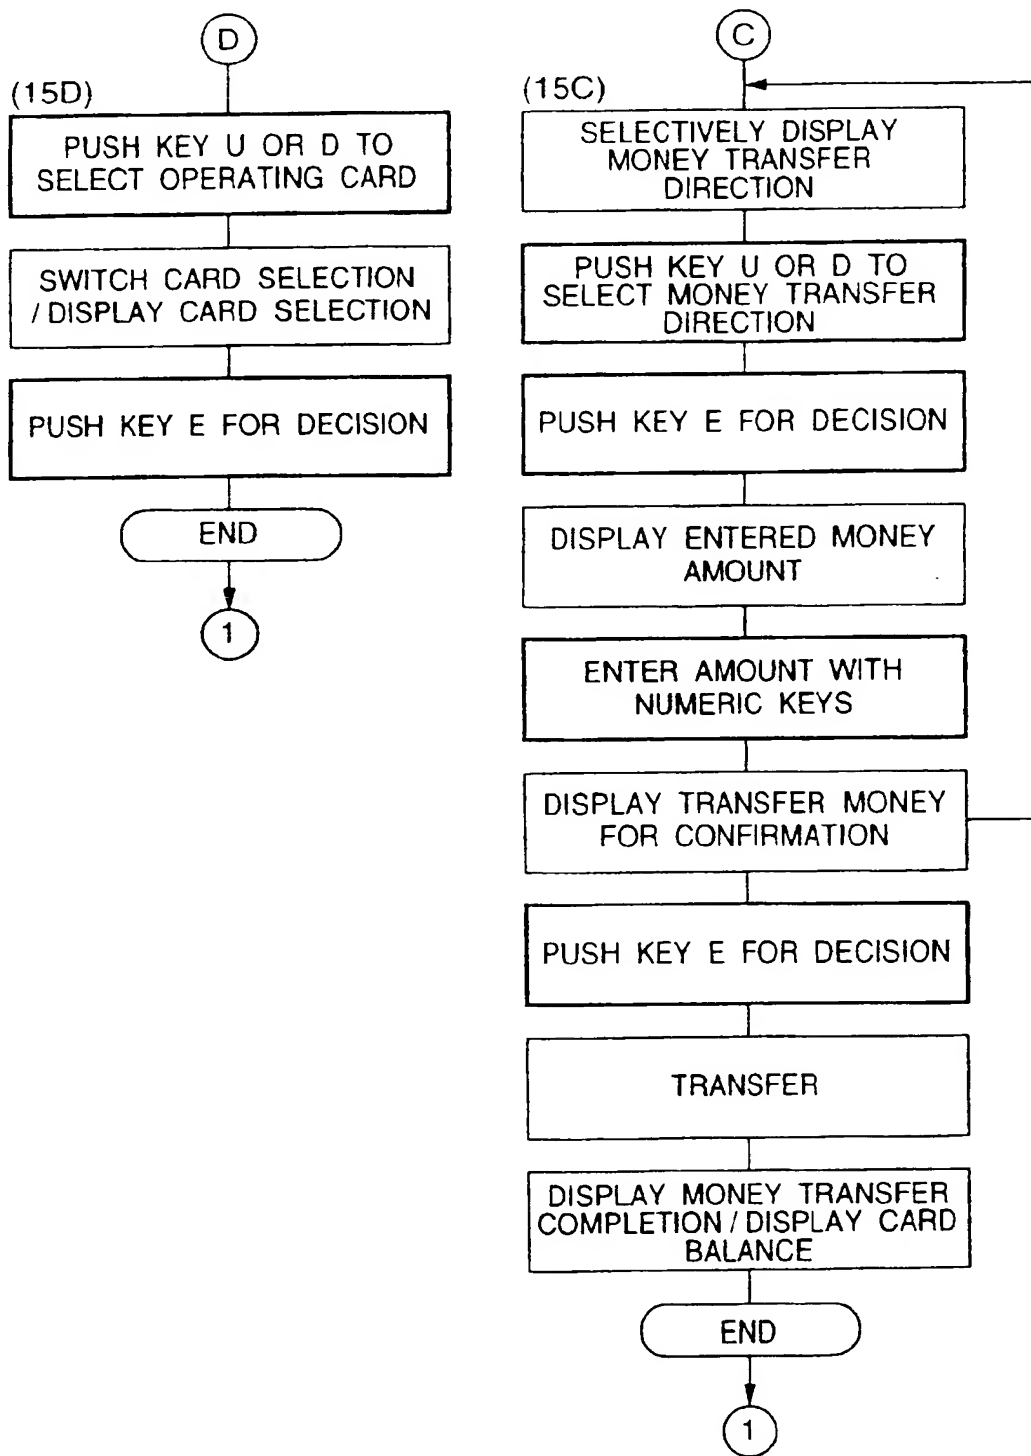 D
(15D)
PUSH KEY U OR D TO
SELECT OPERATING CARD
SWITCH CARD SELECTION
/ DISPLAY CARD SELECTION
PUSH KEY E FOR DECISION
END
1
C
(15C)
SELECTIVELY DISPLAY
MONEY TRANSFER
DIRECTION
PUSH KEY U OR D TO
SELECT MONEY TRANSFER
DIRECTION
PUSH KEY E FOR DECISION
DISPLAY ENTERED MONEY
AMOUNT
ENTER AMOUNT WITH
NUMERIC KEYS
DISPLAY TRANSFER MONEY
FOR CONFIRMATION
PUSH KEY E FOR DECISION
TRANSFER
DISPLAY MONEY TRANSFER
COMPLETION / DISPLAY CARD
BALANCE
END
1